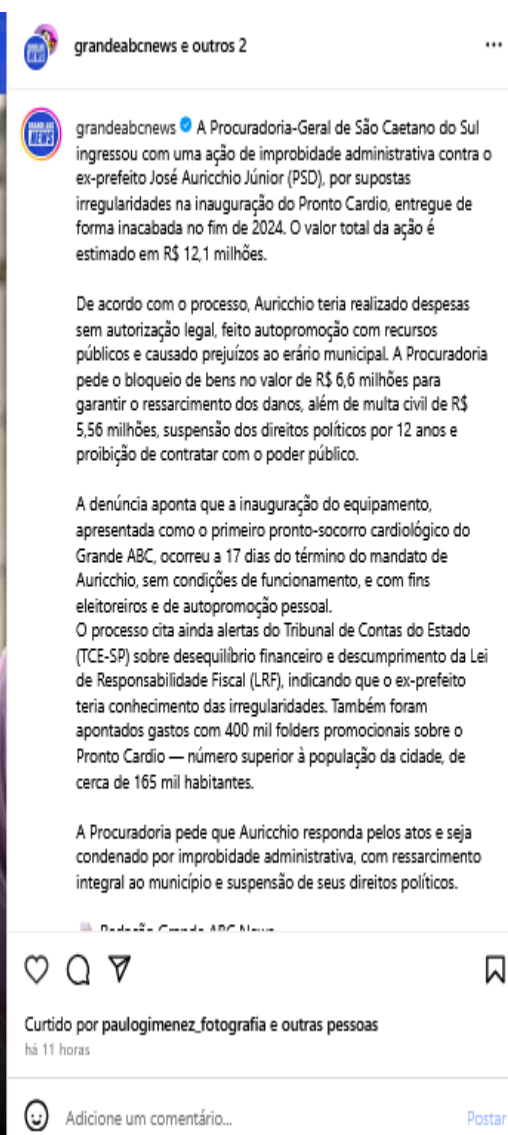 grandeabcnews e outros 2
GRANDE ABC
NEWS
grandeabcnews A Procuradoria-Geral de São Caetano do Sul
ingressou com uma ação de improbidade administrativa contra o
ex-prefeito José Auricchio Júnior (PSD), por supostas
irregularidades na inauguração do Pronto Cardio, entregue de
forma inacabada no fim de 2024. O valor total da ação é
estimado em R$ 12,1 milhões.
De acordo com o processo, Auricchio teria realizado despesas
sem autorização legal, feito autopromoção com recursos
públicos e causado prejuízos ao erário municipal. A Procuradoria
pede o bloqueio de bens no valor de R$ 6,6 milhões para
garantir o ressarcimento dos danos, além de multa civil de R$
5,56 milhões, suspensão dos direitos políticos por 12 anos e
proibição de contratar com o poder público.
A denúncia aponta que a inauguração do equipamento,
apresentada como o primeiro pronto-socorro cardiológico do
Grande ABC, ocorreu a 17 dias do término do mandato de
Auricchio, sem condições de funcionamento, e com fins
eleitoreiros e de autopromoção pessoal.
O processo cita ainda alertas do Tribunal de Contas do Estado
(TCE-SP) sobre desequilíbrio financeiro e descumprimento da Lei
de Responsabilidade Fiscal (LRF), indicando que o ex-prefeito
teria conhecimento das irregularidades. Também foram
apontados gastos com 400 mil folders promocionais sobre o
Pronto Cardio — número superior à população da cidade, de
cerca de 165 mil habitantes.
A Procuradoria pede que Auricchio responda pelos atos e seja
condenado por improbidade administrativa, com ressarcimento
integral ao município e suspensão de seus direitos políticos.
Redação Grande ABC News
Curtido por paulogimenez_fotografia e outras pessoas
há 11 horas
Adicione um comentário...
Postar